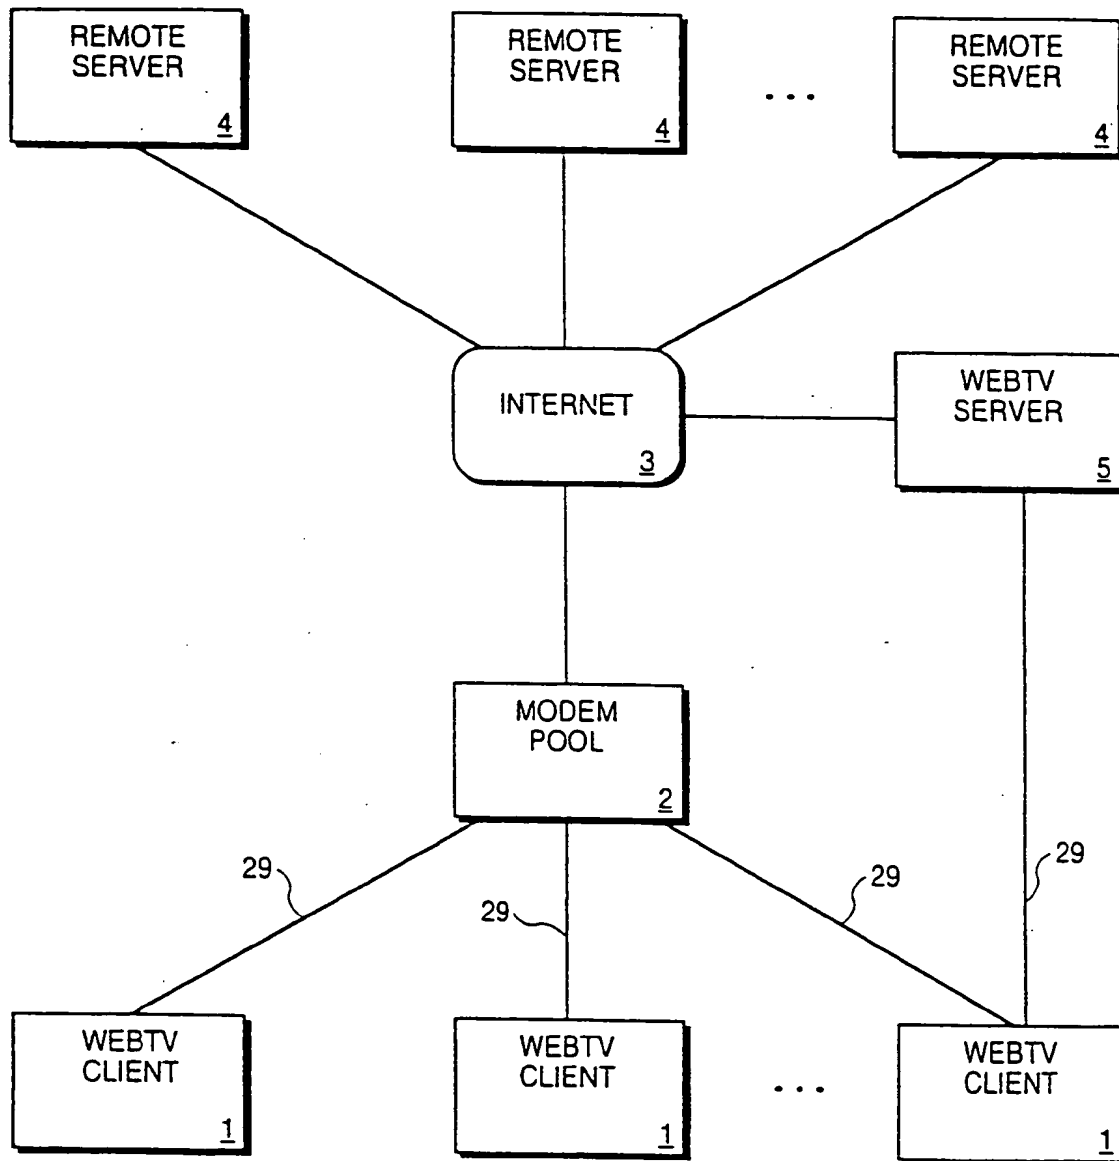 REMOTE
SERVER
4
REMOTE
SERVER
4
...
REMOTE
SERVER
4
INTERNET
3
WEBTV
SERVER
5
MODEM
POOL
2
29
29
29
29
WEBTV
CLIENT
1
WEBTV
CLIENT
1
...
WEBTV
CLIENT
1